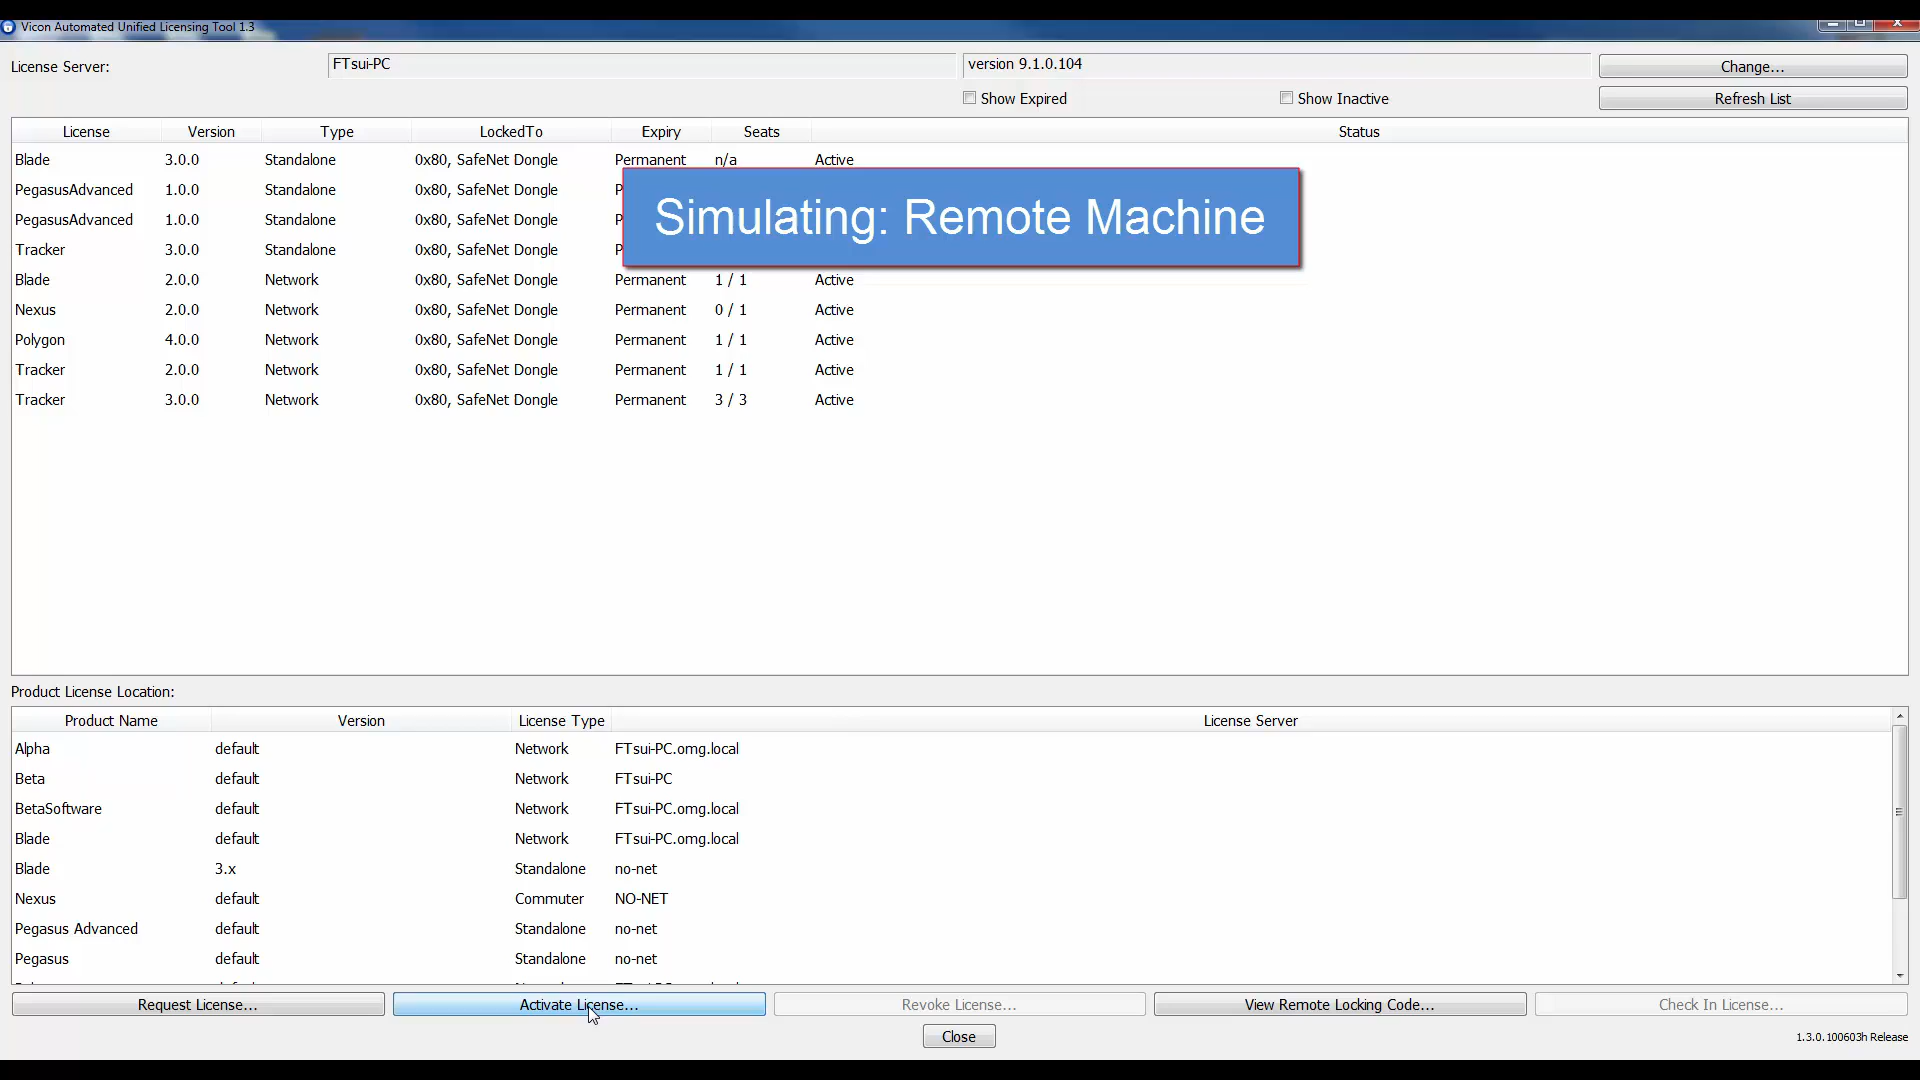 Vicon Automated Unified Licensing Tool 1.3
License Server: FTsui-PC version 9.1.0.104 Change...
Show Expired Show Inactive Refresh List
License Version Type LockedTo Expiry Seats Status
Blade 3.0.0 Standalone 0x80, SafeNet Dongle Permanent n/a Active
PegasusAdvanced 1.0.0 Standalone 0x80, SafeNet Dongle
PegasusAdvanced 1.0.0 Standalone 0x80, SafeNet Dongle
Simulating: Remote Machine
Tracker 3.0.0 Standalone 0x80, SafeNet Dongle
Blade 2.0.0 Network 0x80, SafeNet Dongle Permanent 1 / 1 Active
Nexus 2.0.0 Network 0x80, SafeNet Dongle Permanent 0 / 1 Active
Polygon 4.0.0 Network 0x80, SafeNet Dongle Permanent 1 / 1 Active
Tracker 2.0.0 Network 0x80, SafeNet Dongle Permanent 1 / 1 Active
Tracker 3.0.0 Network 0x80, SafeNet Dongle Permanent 3 / 3 Active
Product License Location:
Product Name Version License Type License Server
Alpha default Network FTsui-PC.omg.local
Beta default Network FTsui-PC
BetaSoftware default Network FTsui-PC.omg.local
Blade default Network FTsui-PC.omg.local
Blade 3.x Standalone no-net
Nexus default Commuter NO-NET
Pegasus Advanced default Standalone no-net
Pegasus default Standalone no-net
Request License... Activate License... Revoke License... View Remote Locking Code... Check In License...
Close
1.3.0.100603h Release